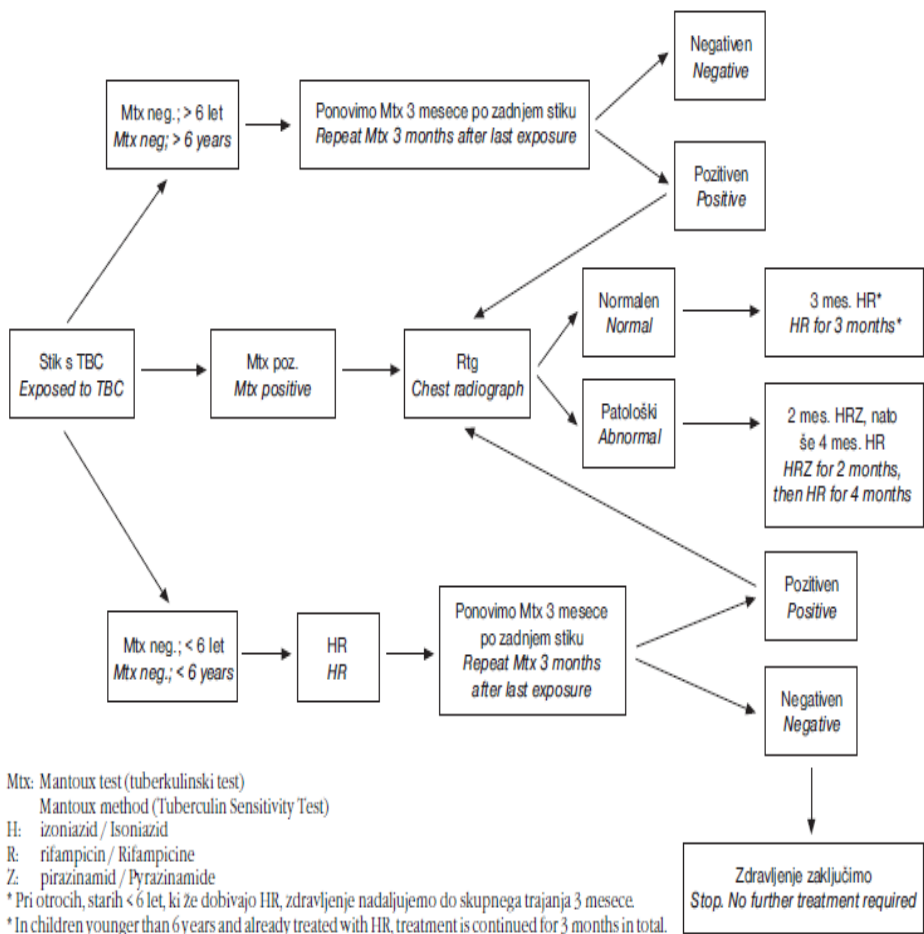 Negativen
Negative
Mtx neg.; > 6 let
Mtx neg; > 6 years
Ponovimo Mtx 3 mesece po zadnjem stiku
Repeat Mtx 3 months after last exposure
Pozitiven
Positive
Normalen
Normal
3 mes. HR*
HR for 3 months*
Stik s TBC
Exposed to TBC
Mtx poz.
Mtx positive
Rtg
Chest radiograph
Patološki
Abnormal
2 mes. HRZ, nato
še 4 mes. HR
HRZ for 2 months,
then HR for 4 months
Pozitiven
Positive
Mtx neg.; < 6 let
Mtx neg.; < 6 years
HR
HR
Ponovimo Mtx 3 mesece
po zadnjem stiku
Repeat Mtx 3 months
after last exposure
Negativen
Negative
Zdravljenje zaključimo
Stop. No further treatment required
Mtx: Mantoux test (tuberkulinski test)
Mantoux method (Tuberculin Sensitivity Test)
H: izoniazid / Isoniazid
R: rifampicin / Rifampicine
Z: pirazinamid / Pyrazinamide
* Pri otrocih, starih < 6 let, ki že dobivajo HR, zdravljenje nadaljujemo do skupnega trajanja 3 mesece.
* In children younger than 6 years and already treated with HR, treatment is continued for 3 months in total.